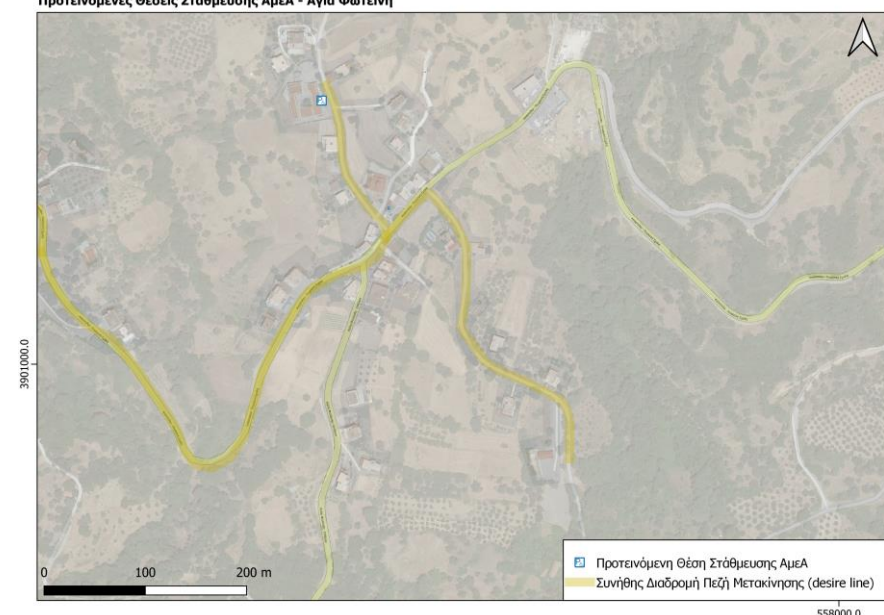 Προτεινόμενες Θέσεις Στάθμευσης ΑμεΑ - Αγία Φωτεινή
3901000.0
0 100 200 m
Προτεινόμενη Θέση Στάθμευσης ΑμεΑ
Συνήθης Διαδρομή Πεζή Μετακίνησης (desire line)
558000.0